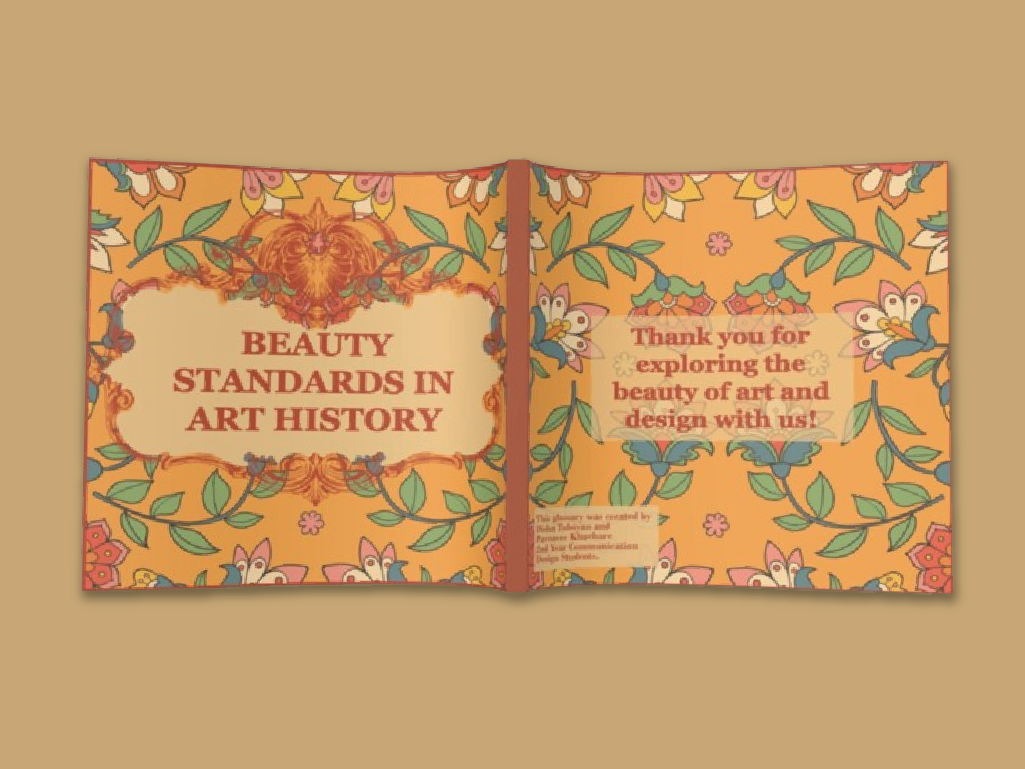 BEAUTY
STANDARDS IN
ART HISTORY
Thank you for
exploring the
beauty of art and
design with us!
This glossary was created by
and
2nd Year Communication
Design Students.